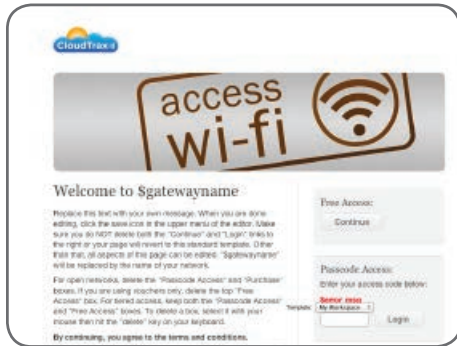 CloudTrax
access
wi-fi
Welcome to $gatewayname
Replace this text with your own message. When you are done
editing, click the save icon in the upper menu of the editor. Make
sure you do NOT delete both the "Continue" and "Login" links to
the right or your page will revert to this standard template. Other
than that, all aspects of this page can be edited. "$gatewayname"
will be replaced by the name of your network.
For open networks, delete the "Passcode Access" and "Purchase"
boxes. If you are using vouchers only, delete the top "Free
Access" box. For tiered access, keep both the "Passcode Access"
and "Free Access" boxes. To delete a box, select it with your
mouse then hit the "delete" key on your keyboard.
By continuing, you agree to the terms and conditions.
Free Access:
Continue
Passcode Access:
Enter your access code below:
Template: My Workspace
Login